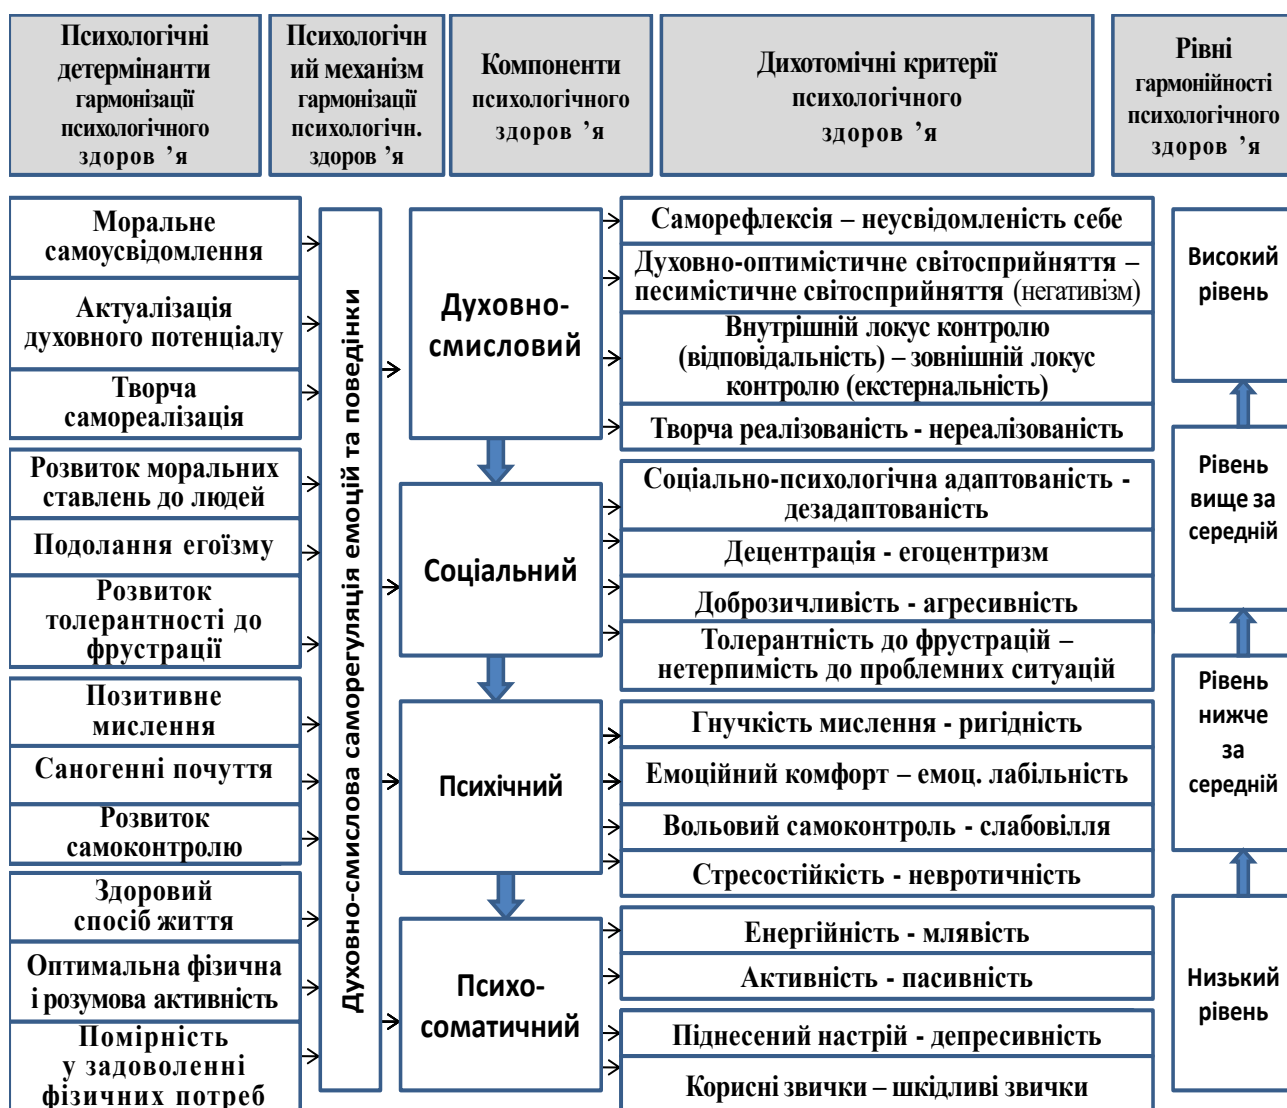 Психологічні
детермінанти
гармонізації
психологічного
здоров ’я
Психологічн
ий механізм
гармонізації
психологічн.
здоров ’я
Компоненти
психологічного
здоров ’я
Дихотомічні критерії
психологічного
здоров ’я
Рівні
гармонійності
психологічного
здоров ’я
Моральне
самоусвідомлення
Актуалізація
духовного потенціалу
Творча
самореалізація
Розвиток моральних
ставлень до людей
Подолання егоїзму
Розвиток
толерантності до
фрустрації
Позитивне
мислення
Саногенні почуття
Розвиток
самоконтролю
Здоровий
спосіб життя
Оптимальна фізична
і розумова активність
Помірність
у задоволенні
фізичних потреб
Духовно-смислова саморегуляція емоцій та поведінки
Духовно-
смисловий
Соціальний
Психічний
Психо-
соматичний
Саморефлексія – неусвідомленість себе
Духовно-оптимістичне світосприйняття –
песимістичне світосприйняття (негативізм)
Внутрішній локус контролю
(відповідальність) – зовнішній локус
контролю (екстернальність)
Творча реалізованість - нереалізованість
Соціально-психологічна адаптованість -
дезадаптованість
Децентрація - егоцентризм
Доброзичливість - агресивність
Толерантність до фрустрацій –
нетерпимість до проблемних ситуацій
Гнучкість мислення - ригідність
Емоційний комфорт – емоц. лабільність
Вольовий самоконтроль - слабовілля
Стресостійкість - невротичність
Енергійність - млявість
Активність - пасивність
Піднесений настрій - депресивність
Корисні звички – шкідливі звички
Високий
рівень
Рівень
вище за
середній
Рівень
нижче
за
середній
Низький
рівень